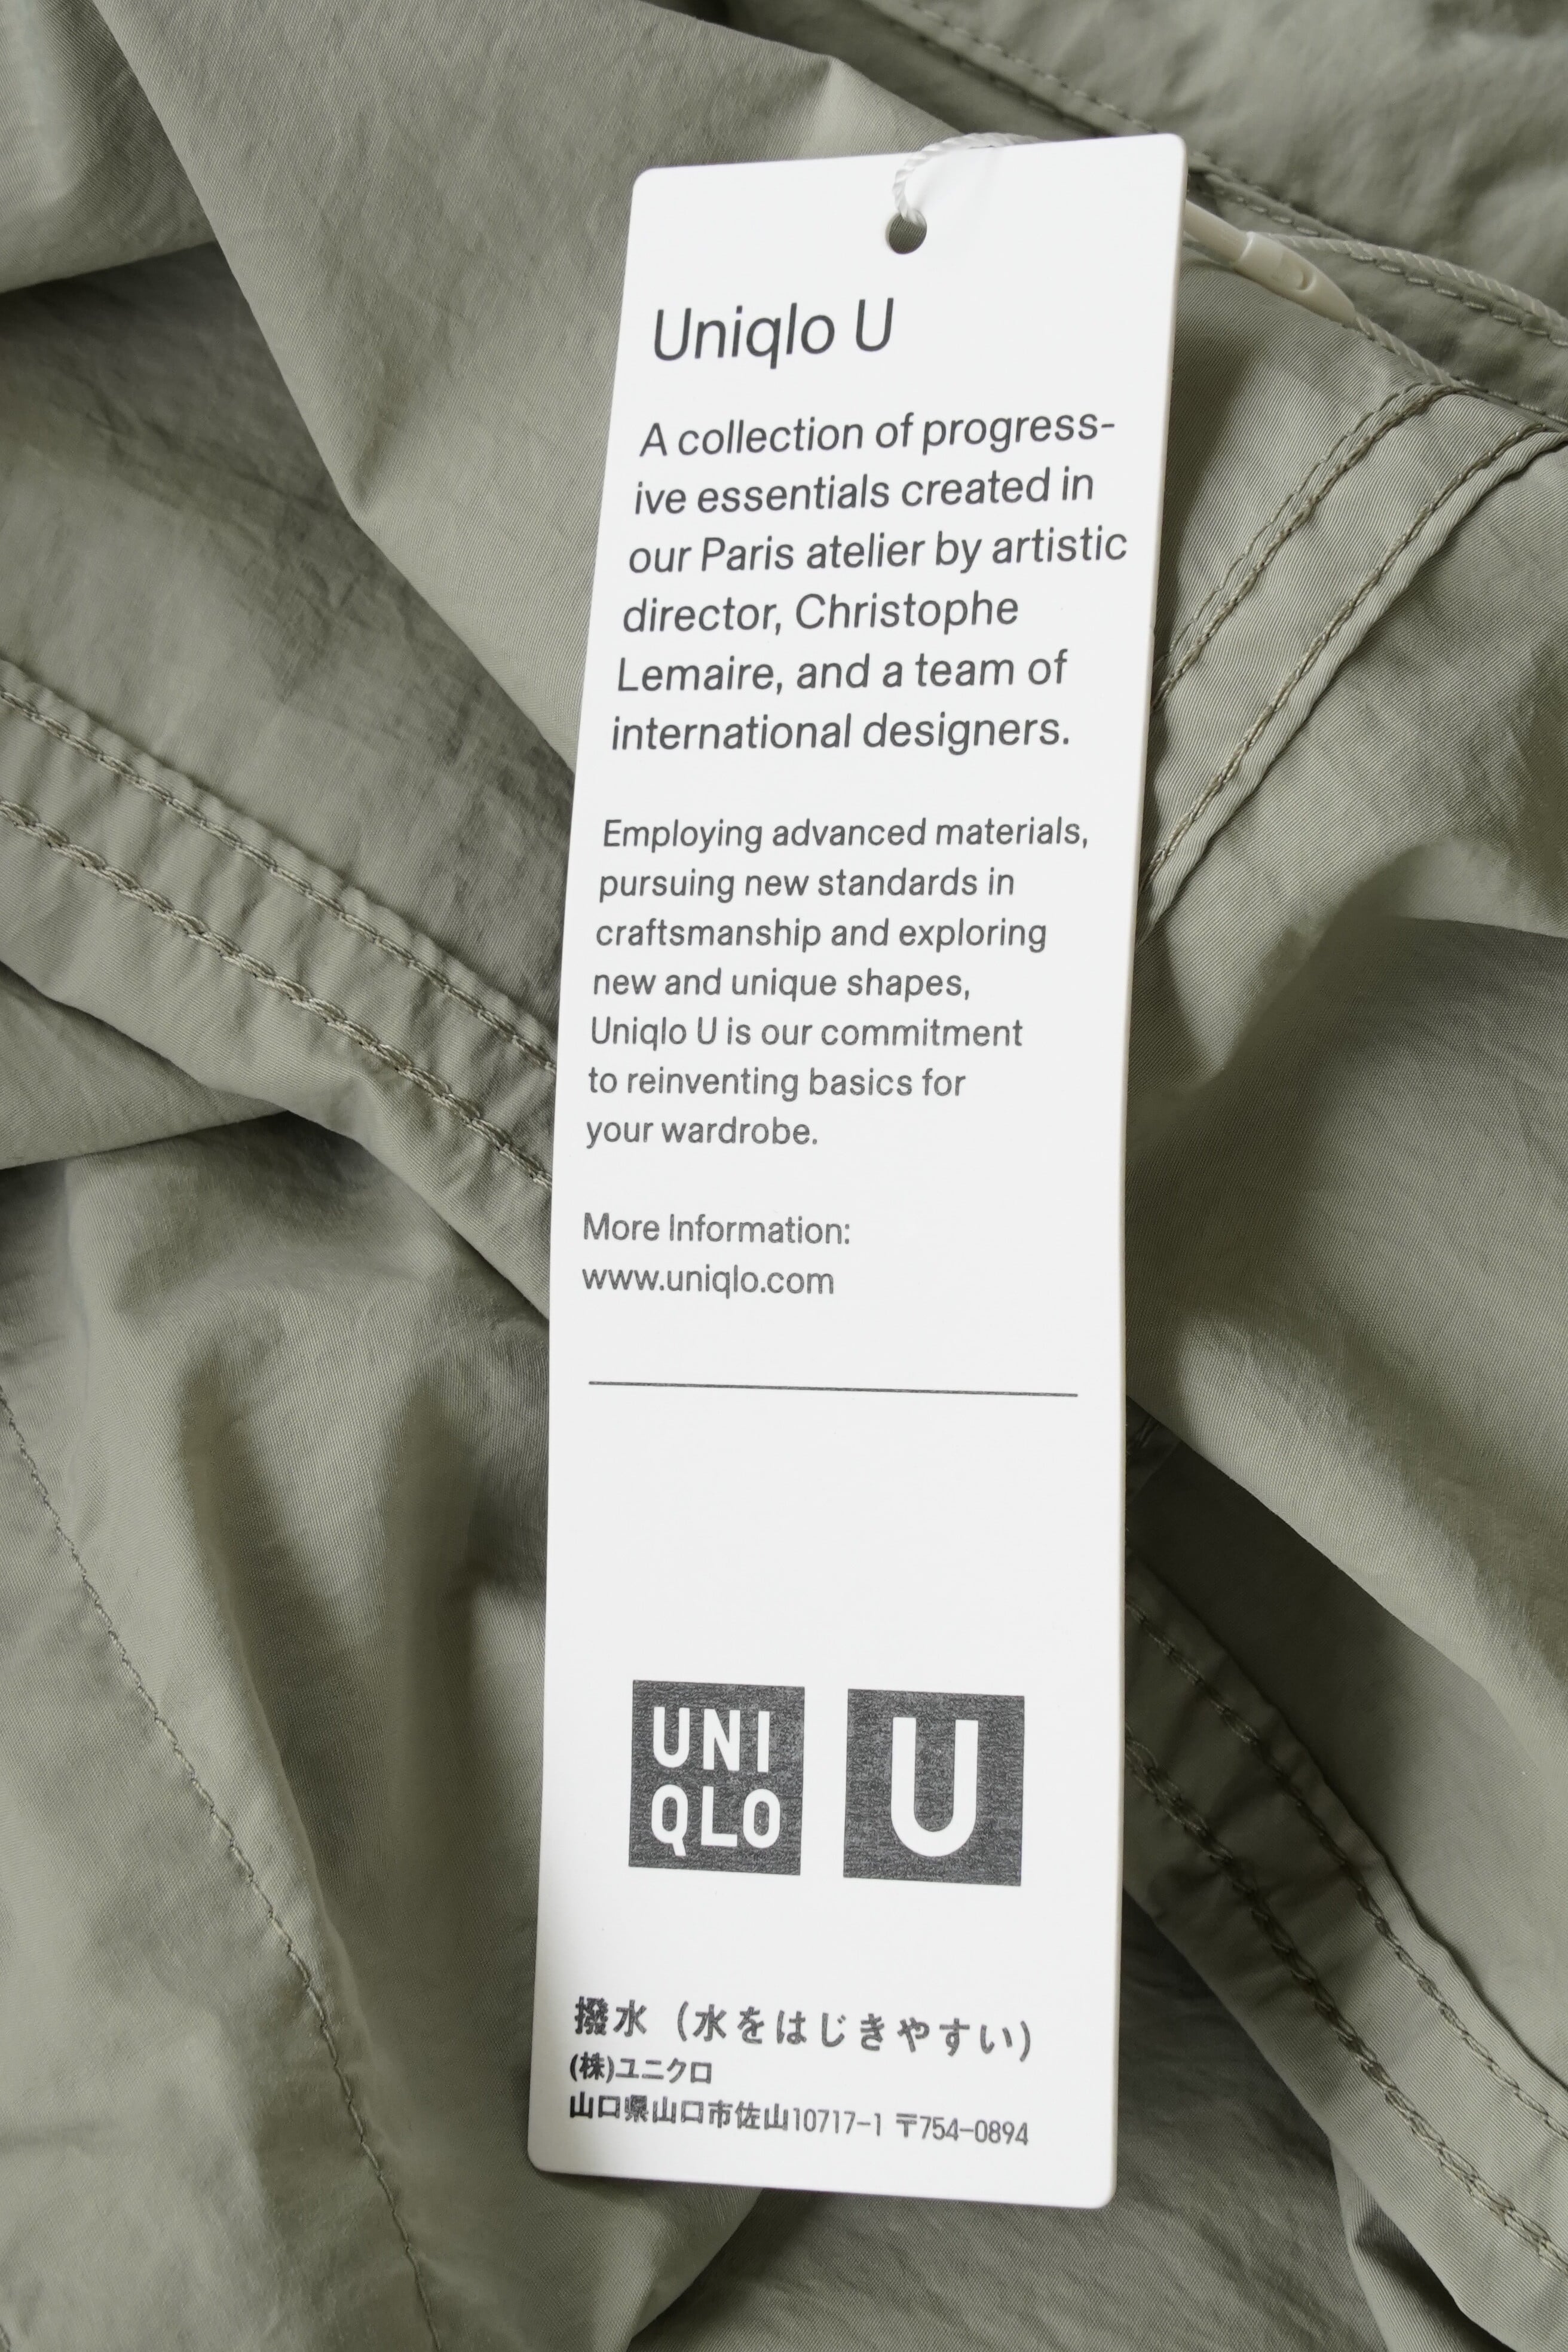 Uniqlo U
A collection of progress-
ive essentials created in
our Paris atelier by artistic
director, Christophe
Lemaire, and a team of
international designers.
Employing advanced materials,
pursuing new standards in
craftsmanship and exploring
new and unique shapes,
Uniqlo U is our commitment
to reinventing basics for
your wardrobe.
More Information:
www.uniqlo.com
UNI
QLO
U
撥水（水をはじきやすい）
(株)ユニクロ
山口県山口市佐山10717-1 〒754-0894